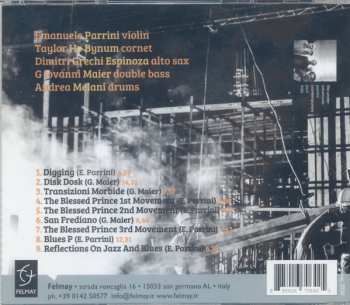 Emanuele Parrini violin
Taylor Ho Bynum cornet
Dimitri Grechi Espinoza alto sax
Giovanni Maier double bass
Andrea Melani drums
1. Digging (E. Parrini)
2. Disk Dosk (G. Maier)
3. Transizioni Morbide (G. Maier)
4. The Blessed Prince 1st Movement (E. Parrini)
5. The Blessed Prince 2nd Movement (E. Parrini)
6. San Frediano (G. Maier)
7. The Blessed Prince 3rd Movement (E. Parrini)
8. Blues P (E. Parrini)
9. Reflections On Jazz And Blues (E. Parrini)
FELMAY
Felmay • strada roncaglia 16 • 15033 san germano AL • Italy
ph. +39 0142 50577 info@felmay.it www.felmay.it